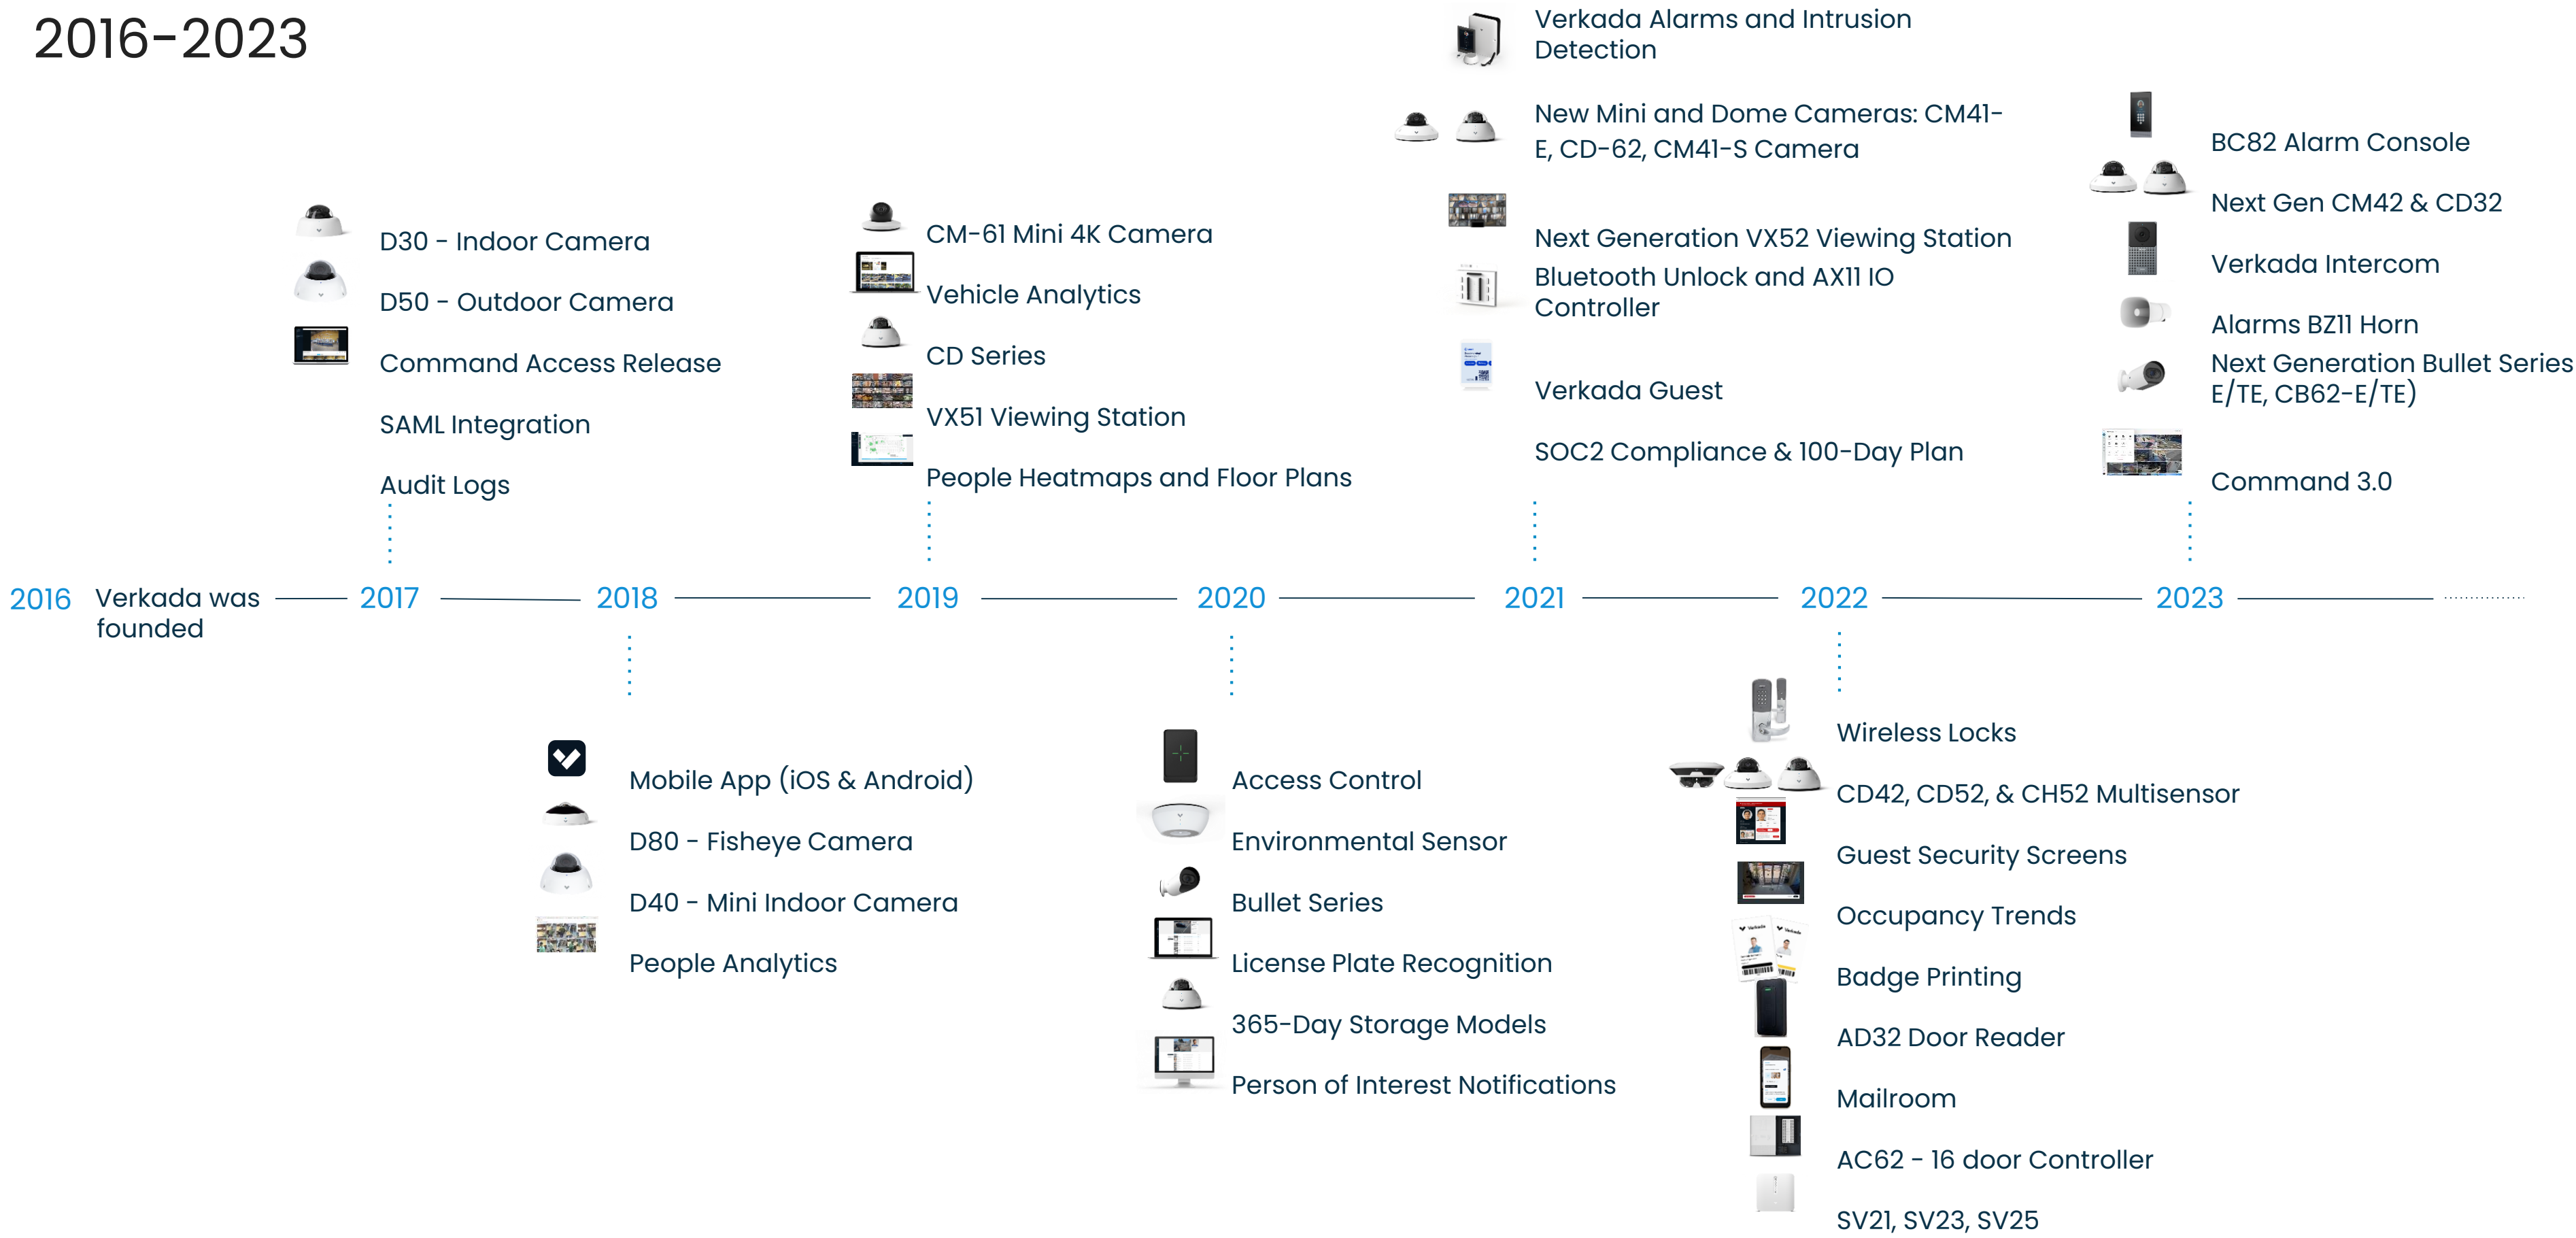 2016-2023
Verkada Alarms and Intrusion
Detection
New Mini and Dome Cameras: CM41-
E, CD-62, CM41-S Camera
Next Generation VX52 Viewing Station
Bluetooth Unlock and AX11 IO
Controller
Verkada Guest
SOC2 Compliance & 100-Day Plan
BC82 Alarm Console
Next Gen CM42 & CD32
Verkada Intercom
Alarms BZ11 Horn
Next Generation Bullet Series
E/TE, CB62-E/TE)
Command 3.0
D30 - Indoor Camera
D50 - Outdoor Camera
Command Access Release
SAML Integration
Audit Logs
CM-61 Mini 4K Camera
Vehicle Analytics
CD Series
VX51 Viewing Station
People Heatmaps and Floor Plans
2016
Verkada was
founded
2017
2018
2019
2020
2021
2022
2023
Mobile App (iOS & Android)
D80 - Fisheye Camera
D40 - Mini Indoor Camera
People Analytics
Access Control
Environmental Sensor
Bullet Series
License Plate Recognition
365-Day Storage Models
Person of Interest Notifications
Wireless Locks
CD42, CD52, & CH52 Multisensor
Guest Security Screens
Occupancy Trends
Verkada
Verkada
Badge Printing
AD32 Door Reader
Mailroom
AC62 - 16 door Controller
SV21, SV23, SV25